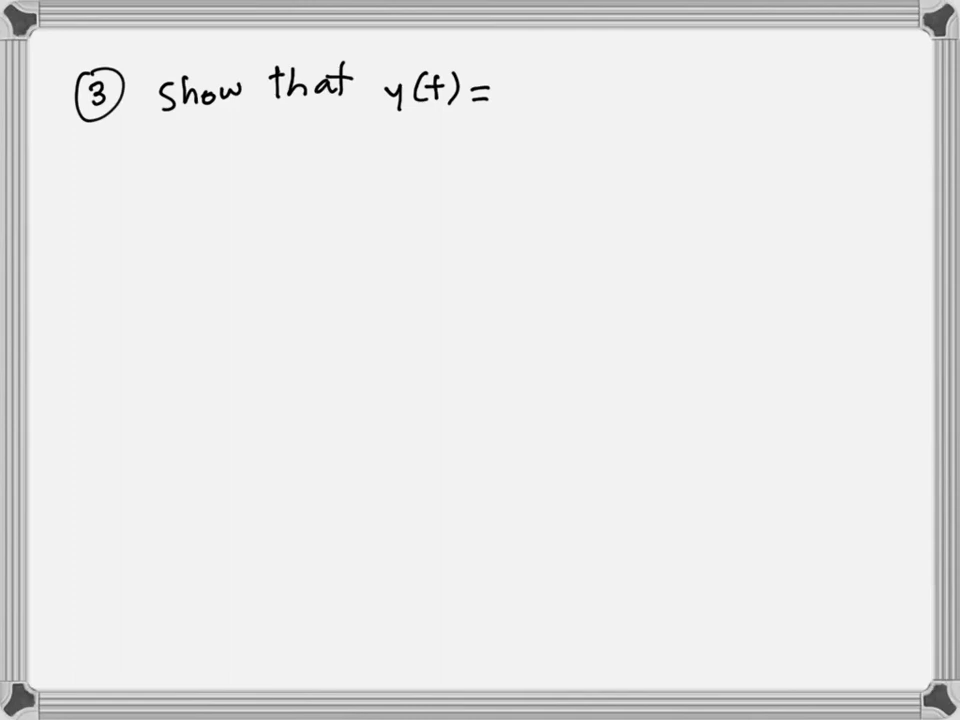 ③ Show that y(t) =